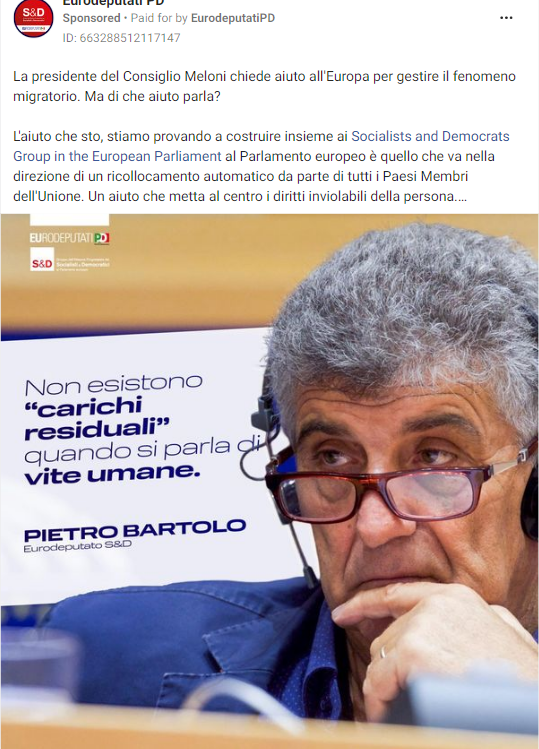 Eurodeputati PD
Sponsored • Paid for by EurodeputatiPD
ID: 663288512117147
La presidente del Consiglio Meloni chiede aiuto all'Europa per gestire il fenomeno
migratorio. Ma di che aiuto parla?
L'aiuto che sto, stiamo provando a costruire insieme ai Socialists and Democrats
Group in the European Parliament al Parlamento europeo è quello che va nella
direzione di un ricollocamento automatico da parte di tutti i Paesi Membri
dell'Unione. Un aiuto che metta al centro i diritti inviolabili della persona....
EURODEPUTATI PD
S&D
Non esistono
"carichi
residuali"
quando si parla di
vite umane.
PIETRO BARTOLO
Eurodeputato S&D